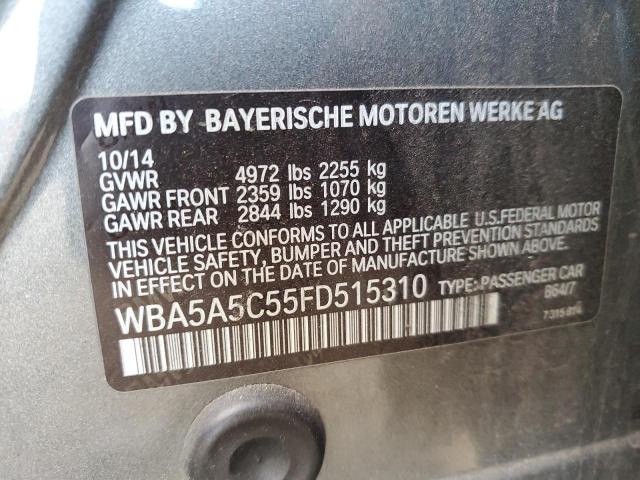 MFD BY BAYERISCHE MOTOREN WERKE AG
10/14
GVWR 4972 lbs 2255 kg
GAWR FRONT 2359 lbs 1070 kg
GAWR REAR 2844 lbs 1290 kg
THIS VEHICLE CONFORMS TO ALL APPLICABLE U.S.FEDERAL MOTOR
VEHICLE SAFETY, BUMPER, AND THEFT PREVENTION STANDARDS
IN EFFECT ON THE DATE OF MANUFACTURE SHOWN ABOVE.
WBA5A5C55FD515310 TYPE: PASSENGER CAR
B64/7